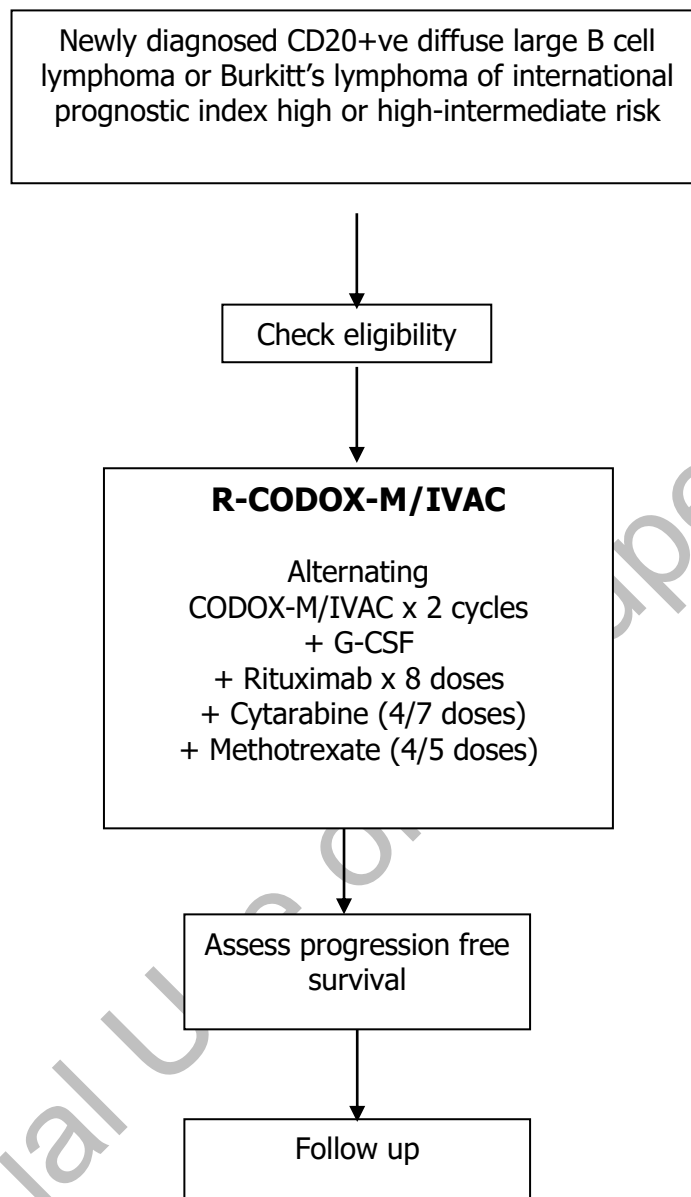 Newly diagnosed CD20+ve diffuse large B cell
lymphoma or Burkitt's lymphoma of international
prognostic index high or high-intermediate risk
Check eligibility
R-CODOX-M/IVAC
Alternating
CODOX-M/IVAC x 2 cycles
+ G-CSF
+ Rituximab x 8 doses
+ Cytarabine (4/7 doses)
+ Methotrexate (4/5 doses)
Assess progression free
survival
Follow up